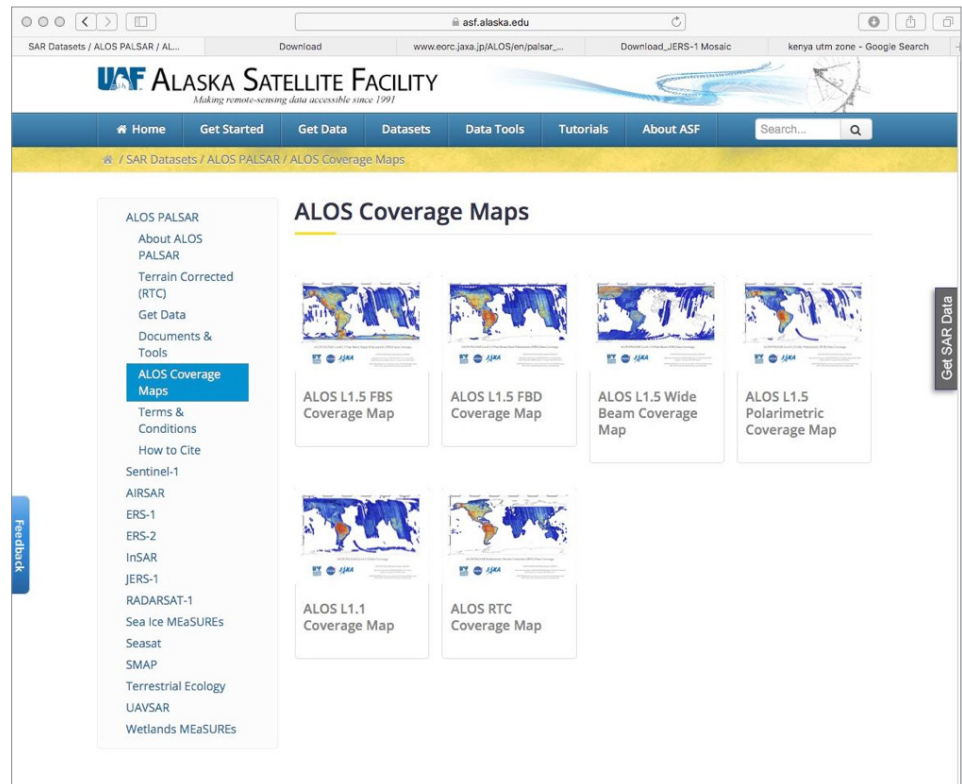 asf.alaska.edu
SAR Datasets / ALOS PALSAR / AL...
Download
www.eorc.jaxa.jp/ALOS/en/palsar_...
Download_JERS-1 Mosaic
kenya utm zone - Google Search
UAF ALASKA SATELLITE FACILITY
Making remote-sensing data accessible since 1991
Home Get Started Get Data Datasets Data Tools Tutorials About ASF Search...
/ SAR Datasets / ALOS PALSAR / ALOS Coverage Maps
ALOS PALSAR
About ALOS
PALSAR
Terrain Corrected
(RTC)
Get Data
Documents &
Tools
ALOS Coverage
Maps
Terms &
Conditions
How to Cite
Sentinel-1
AIRSAR
ERS-1
ERS-2
InSAR
JERS-1
RADARSAT-1
Sea Ice MEaSUREs
Seasat
SMAP
Terrestrial Ecology
UAVSAR
Wetlands MEaSUREs
ALOS Coverage Maps
ALOS L1.5 FBS
Coverage Map
ALOS L1.5 FBD
Coverage Map
ALOS L1.5 Wide
Beam Coverage
Map
ALOS L1.5
Polarimetric
Coverage Map
ALOS L1.1
Coverage Map
ALOS RTC
Coverage Map
Get SAR Data
Feedback